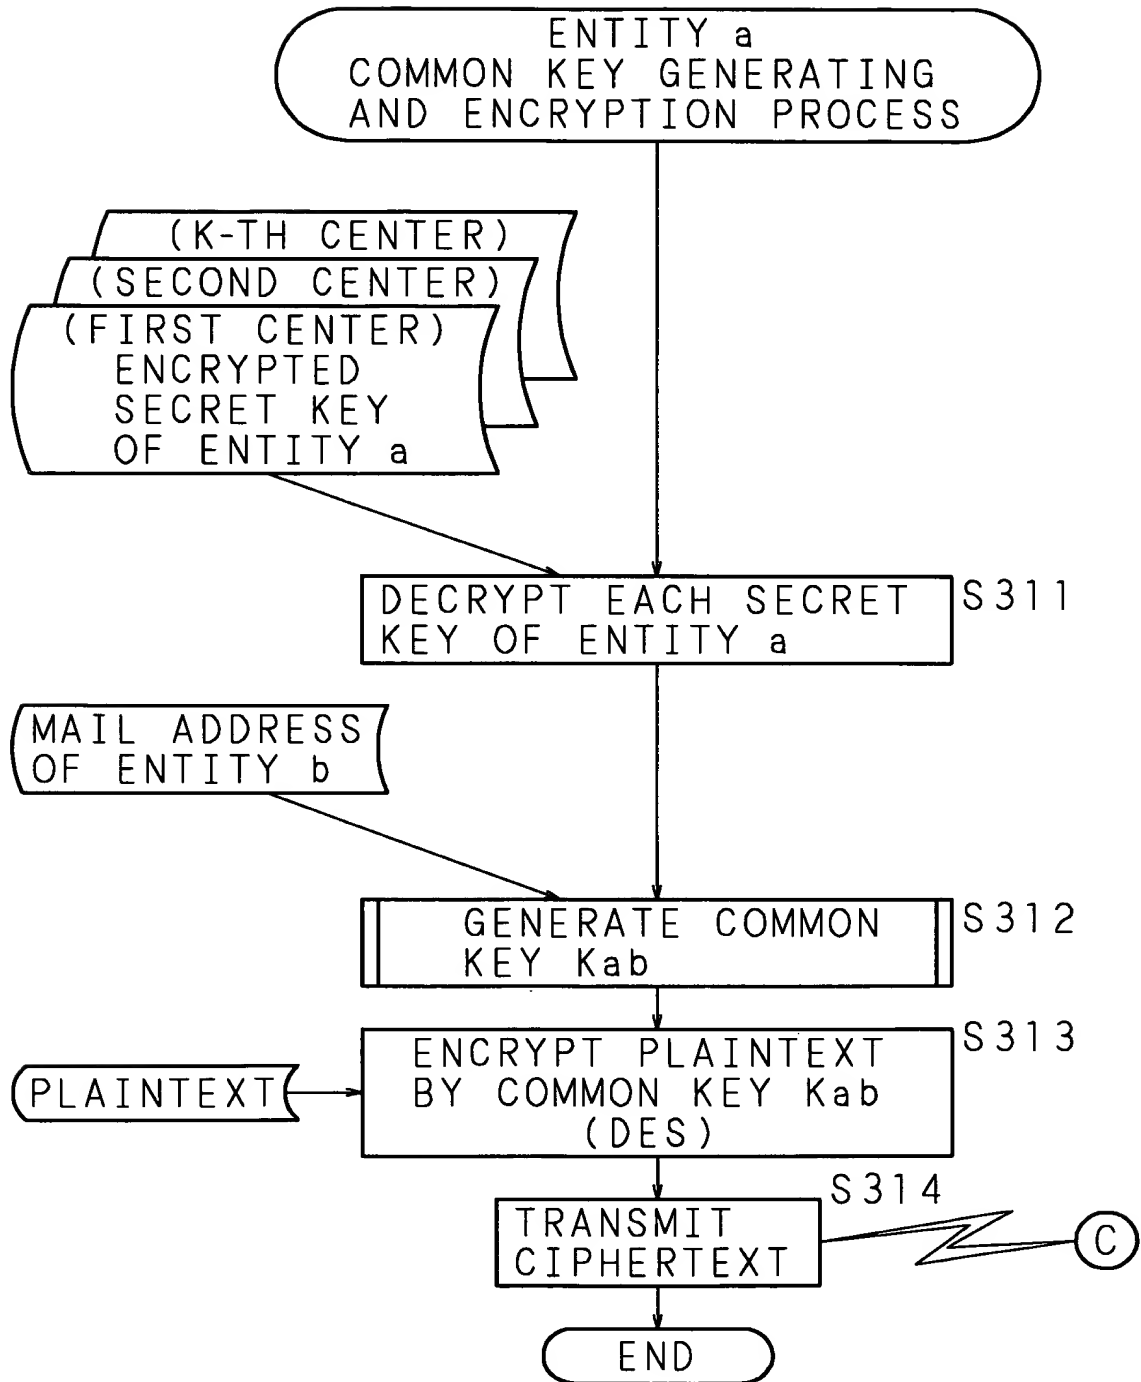 ENTITY a
COMMON KEY GENERATING
AND ENCRYPTION PROCESS
(K-TH CENTER)
(SECOND CENTER)
(FIRST CENTER)
ENCRYPTED
SECRET KEY
OF ENTITY a
DECRYPT EACH SECRET
KEY OF ENTITY a
S311
MAIL ADDRESS
OF ENTITY b
GENERATE COMMON
KEY Kab
S312
ENCRYPT PLAINTEXT
BY COMMON KEY Kab
(DES)
S313
PLAINTEXT
TRANSMIT
CIPHERTEXT
S314
C
END